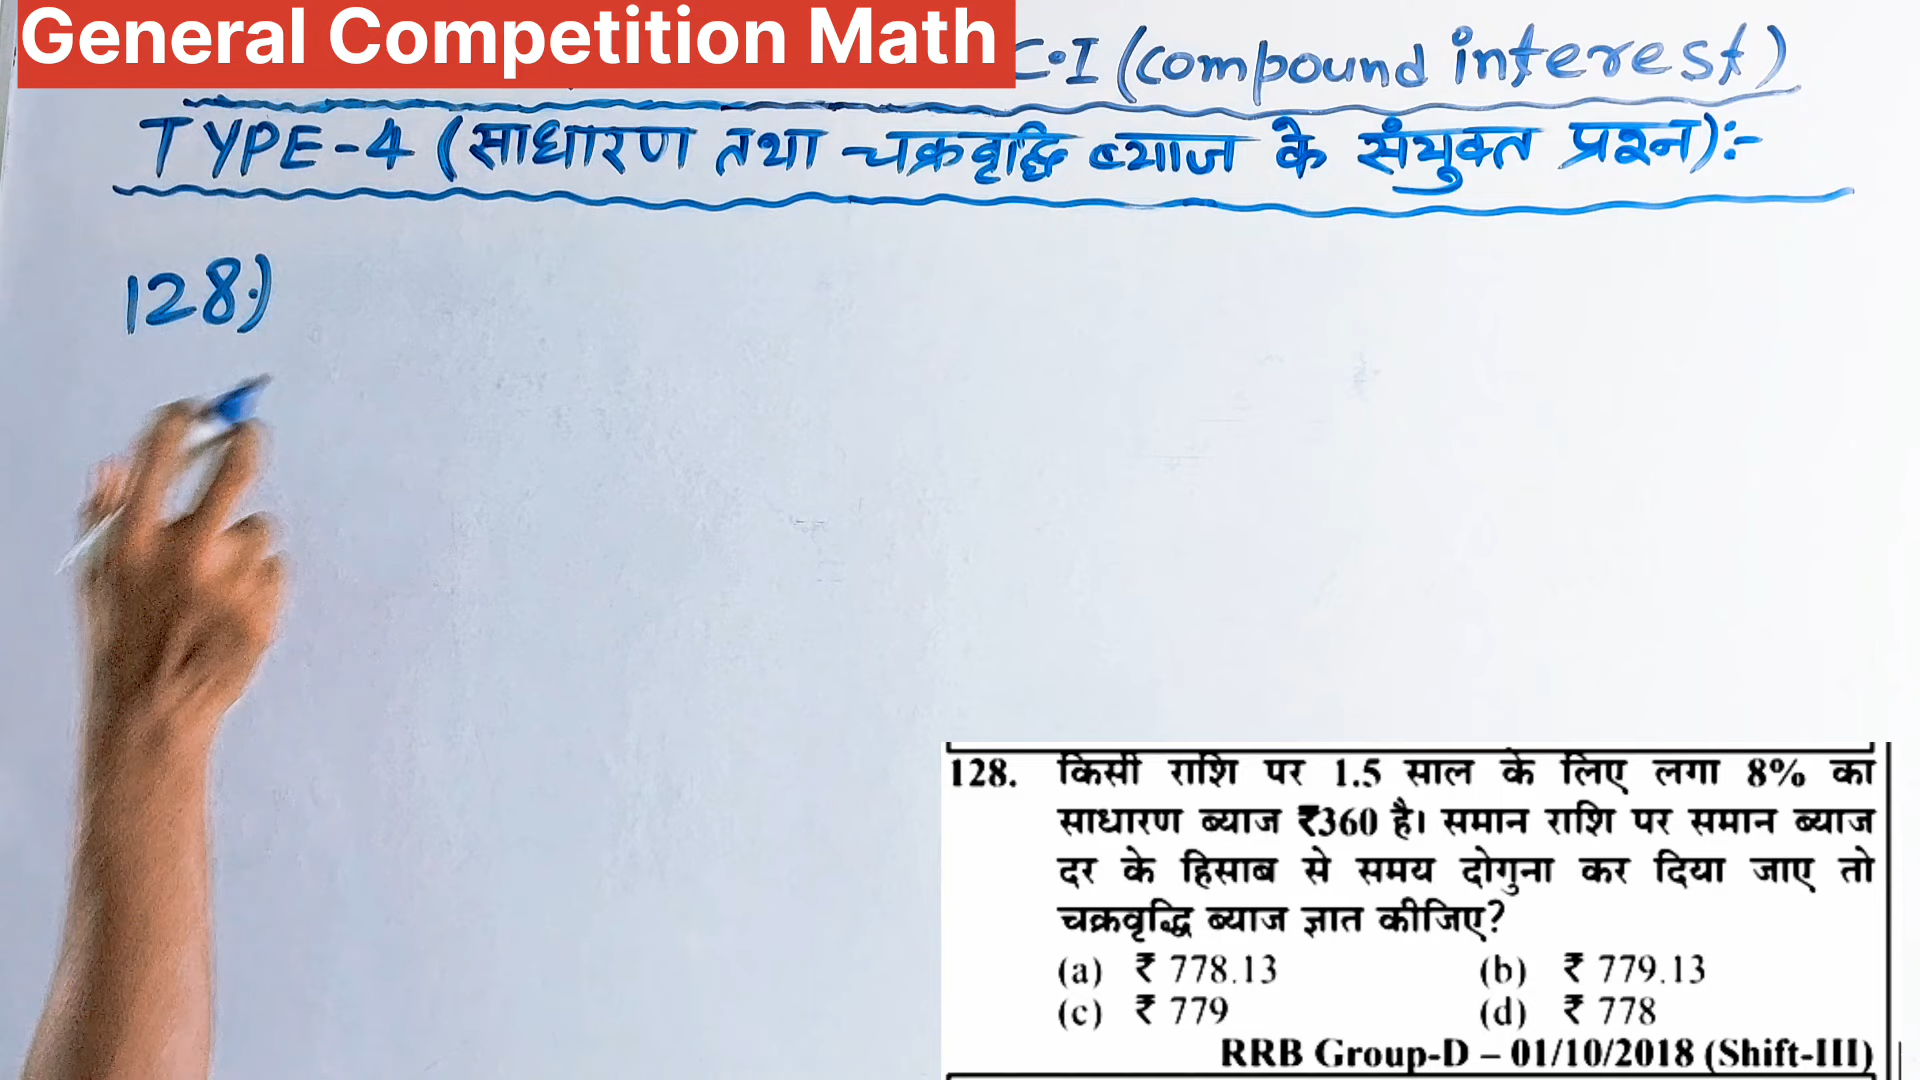 General Competition Math
C.I (compound interest)
TYPE-4 (साधारण तथा चक्रवृद्धि ब्याज के संयुक्त प्रश्न):-
128.)
128. किसी राशि पर 1.5 साल के लिए लगा 8% का
साधारण ब्याज ₹360 है। समान राशि पर समान ब्याज
दर के हिसाब से समय दोगुना कर दिया जाए तो
चक्रवृद्धि ब्याज ज्ञात कीजिए?
(a) ₹ 778.13 (b) ₹ 779.13
(c) ₹ 779 (d) ₹ 778
RRB Group-D – 01/10/2018 (Shift-III)